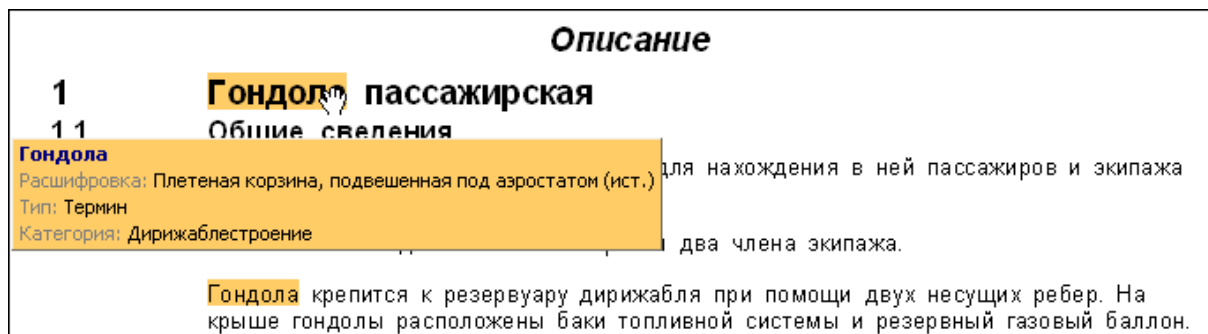 Описание
1 Гондола пассажирская
1.1 Общие сведения
Гондола
Расшифровка: Плетеная корзина, подвешенная под аэростатом (ист.)
для нахождения в ней пассажиров и экипажа
Тип: Термин
Категория: Дирижаблестроение
два члена экипажа.
Гондола крепится к резервуару дирижабля при помощи двух несущих ребер. На
крыше гондолы расположены баки топливной системы и резервный газовый баллон.